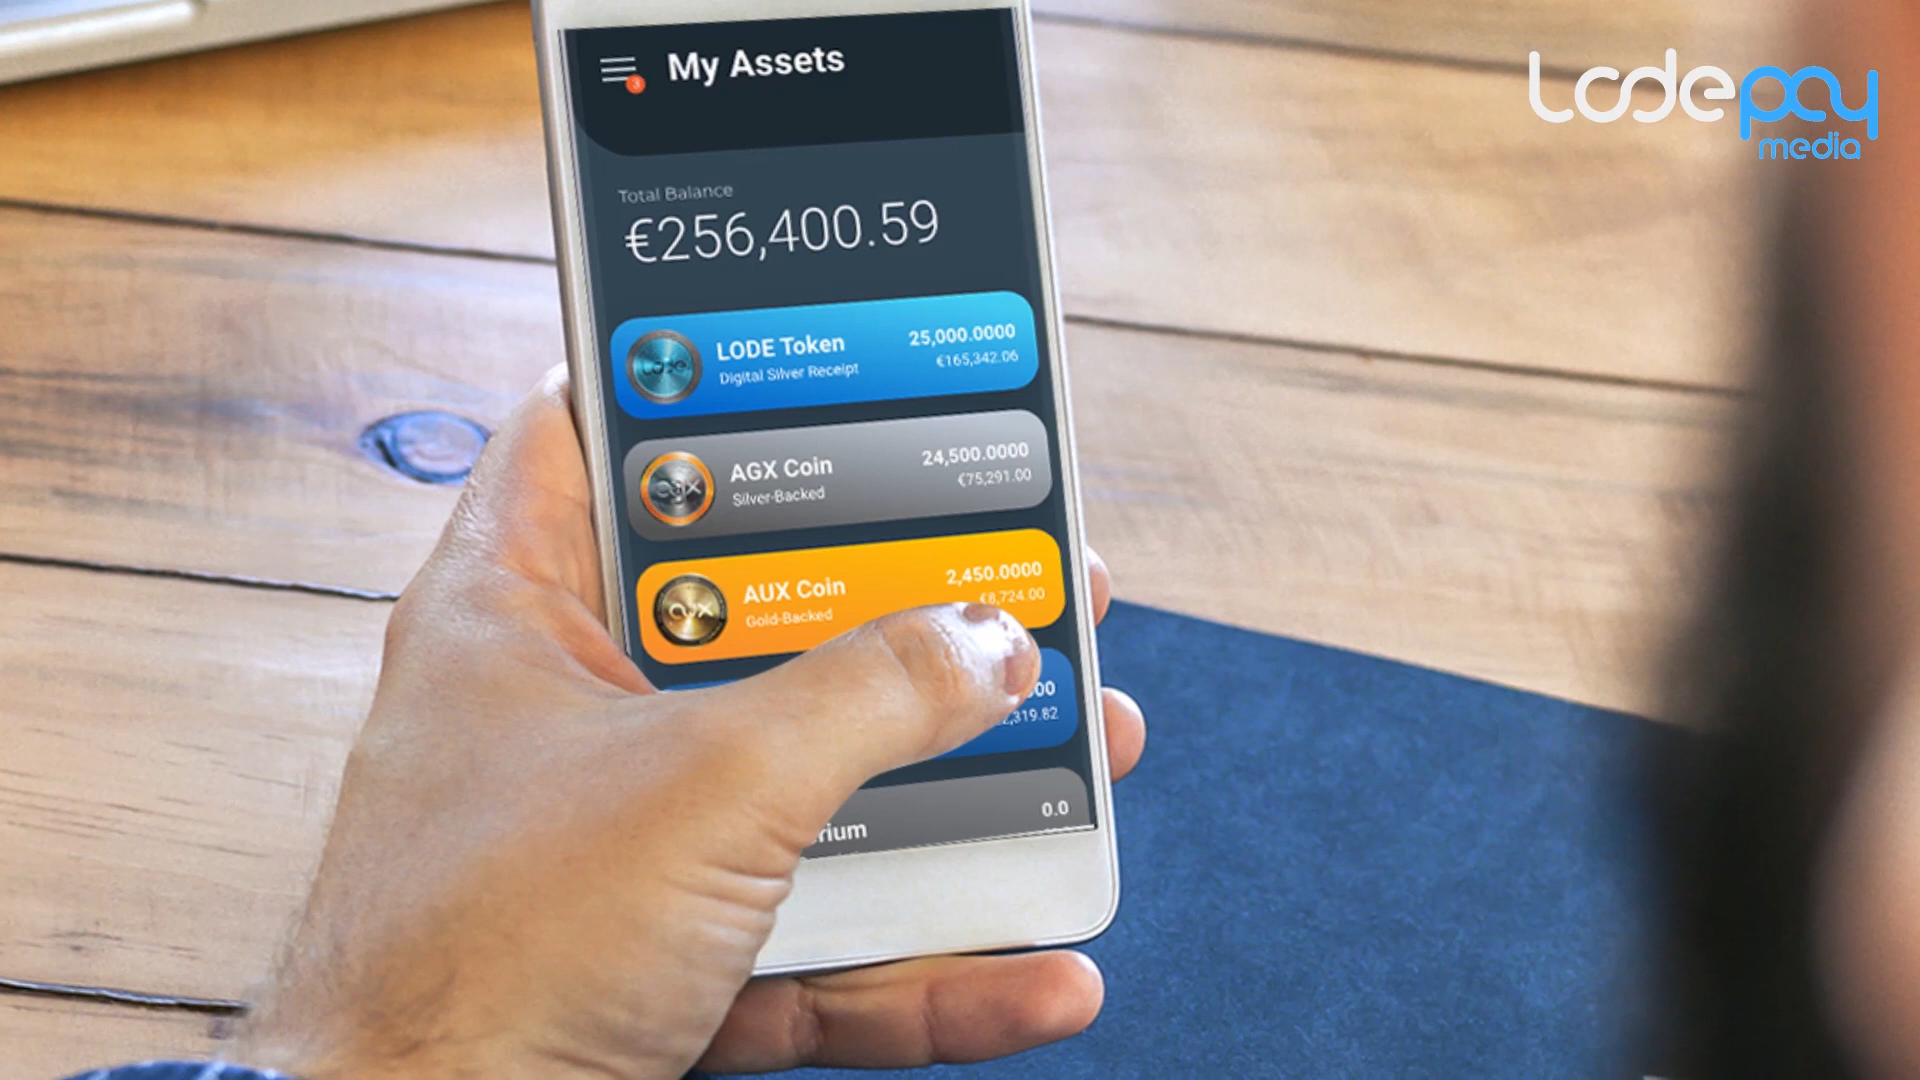 My Assets
3
lodepay
media
Total Balance
€256,400.59
LODE Token
25,000.0000
Digital Silver Receipt
€165,342.06
AGX Coin
24,500.0000
Silver-Backed
€75,291.00
AUX Coin
2,450.0000
Gold-Backed
€8,724.00
0.0